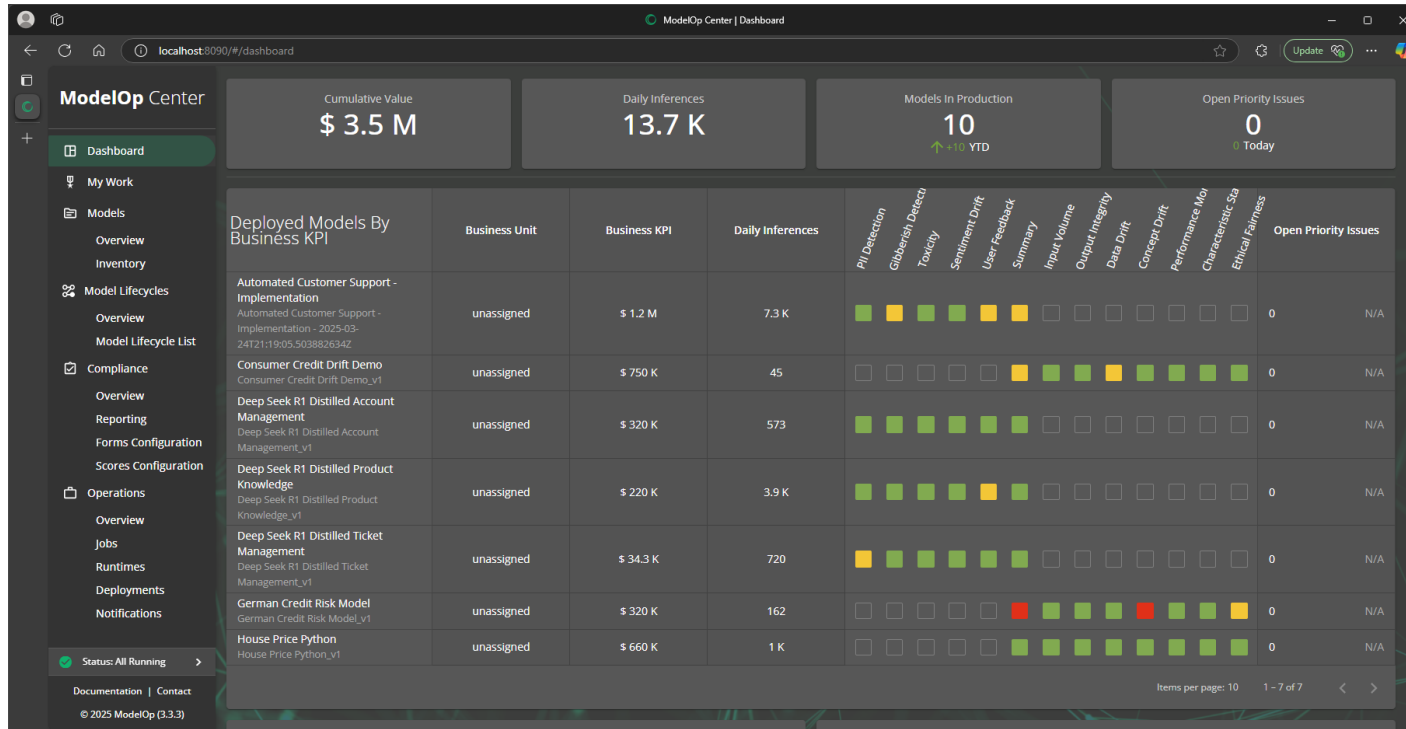 ModelOp Center | Dashboard
localhost:8090/#/dashboard
Update
ModelOp Center
Dashboard
My Work
Models
Overview
Inventory
Model Lifecycles
Overview
Model Lifecycle List
Compliance
Overview
Reporting
Forms Configuration
Scores Configuration
Operations
Overview
Jobs
Runtimes
Deployments
Notifications
Status: All Running
Documentation | Contact
© 2025 ModelOp (3.3.3)
Cumulative Value
$ 3.5 M
Daily Inferences
13.7 K
Models In Production
10
+10 YTD
Open Priority Issues
0
0 Today
Deployed Models By
Business KPI
Business Unit
Business KPI
Daily Inferences
PII Detection
Gibberish Detecti
Toxicity
Sentiment Drift
User Feedback
Summary
Input Volume
Output Integrity
Data Drift
Concept Drift
Performance Mor
Characteristic Sta
Ethical Fairness
Open Priority Issues
Automated Customer Support -
Implementation
Automated Customer Support -
Implementation - 2025-03-
24T21:19:05.503882634Z
unassigned
$ 1.2 M
7.3 K
0
N/A
Consumer Credit Drift Demo
Consumer Credit Drift Demo_v1
unassigned
$ 750 K
45
0
N/A
Deep Seek R1 Distilled Account
Management
Deep Seek R1 Distilled Account
Management_v1
unassigned
$ 320 K
573
0
N/A
Deep Seek R1 Distilled Product
Knowledge
Deep Seek R1 Distilled Product
Knowledge_v1
unassigned
$ 220 K
3.9 K
0
N/A
Deep Seek R1 Distilled Ticket
Management
Deep Seek R1 Distilled Ticket
Management_v1
unassigned
$ 34.3 K
720
0
N/A
German Credit Risk Model
German Credit Risk Model_v1
unassigned
$ 320 K
162
0
N/A
House Price Python
House Price Python_v1
unassigned
$ 660 K
1 K
0
N/A
Items per page: 10
1 – 7 of 7